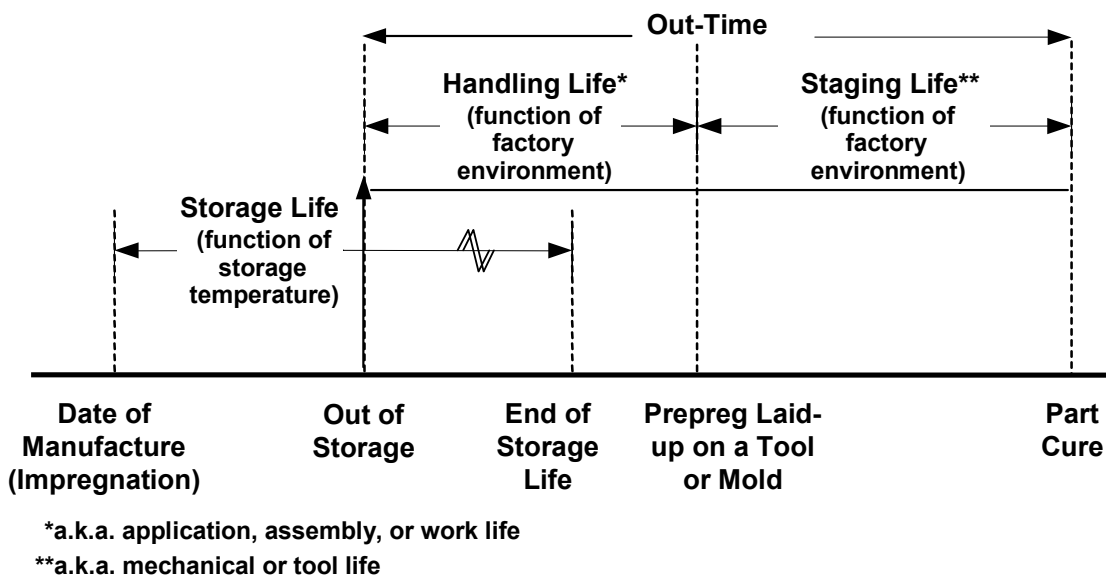 Out-Time
Handling Life*
(function of
factory
environment)
Staging Life**
(function of
factory
environment)
Storage Life
(function of
storage
temperature)
Date of
Manufacture
(Impregnation)
Out of
Storage
End of
Storage
Life
Prepreg Laid-
up on a Tool
or Mold
Part
Cure
*a.k.a. application, assembly, or work life
**a.k.a. mechanical or tool life